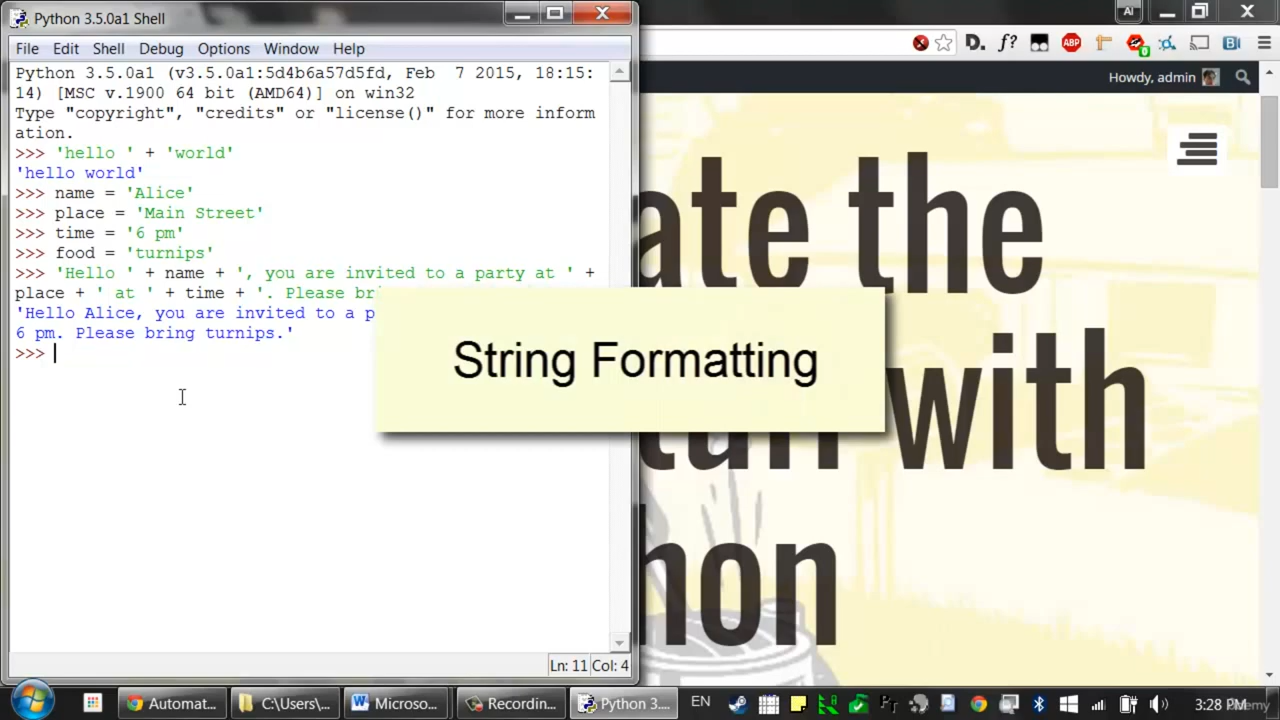 Python 3.5.0a1 Shell
File Edit Shell Debug Options Window Help
Python 3.5.0a1 (v3.5.0a1:5d4b6a57d5fd, Feb 7 2015, 18:15:
14) [MSC v.1900 64 bit (AMD64)] on win32
Type "copyright", "credits" or "license()" for more inform
ation.
>>> 'hello ' + 'world'
'hello world'
>>> name = 'Alice'
>>> place = 'Main Street'
>>> time = '6 pm'
>>> food = 'turnips'
>>> 'Hello ' + name + ', you are invited to a party at ' +
place + ' at ' + time + '. Please br
'Hello Alice, you are invited to a p
6 pm. Please bring turnips.'
>>>
Ln: 11 Col: 4
String Formatting
AI
D. f? ABP 0 B
Howdy, admin
ate the
with
hon
Automat... C:\Users\... Microso... Recordin... Python 3.... EN 3:28 PM